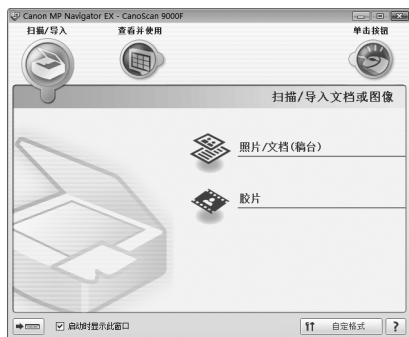 Canon MP Navigator EX - CanoScan 9000F
扫描/导入 查看并使用 单击按钮
扫描/导入文档或图像
照片/文档(稿台)
胶片
启动时显示此窗口 自定格式 ?